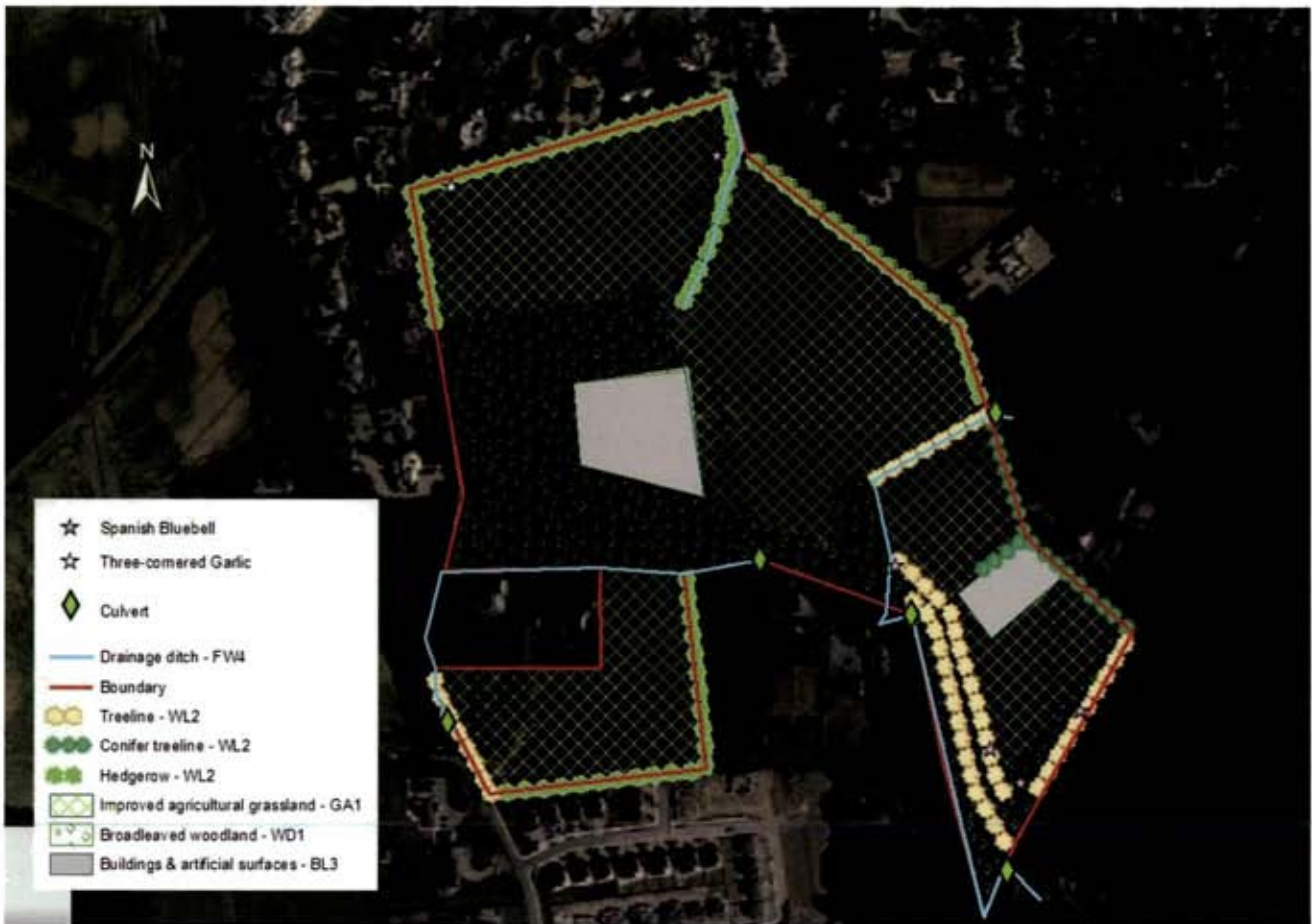 N
Spanish Bluebell
Three-cornered Garlic
Culvert
Drainage ditch - FW4
Boundary
Treeline - WL2
Conifer treeline - WL2
Hedgerow - WL2
Improved agricultural grassland - GA1
Broadleaved woodland - WD1
Buildings & artificial surfaces - BL3